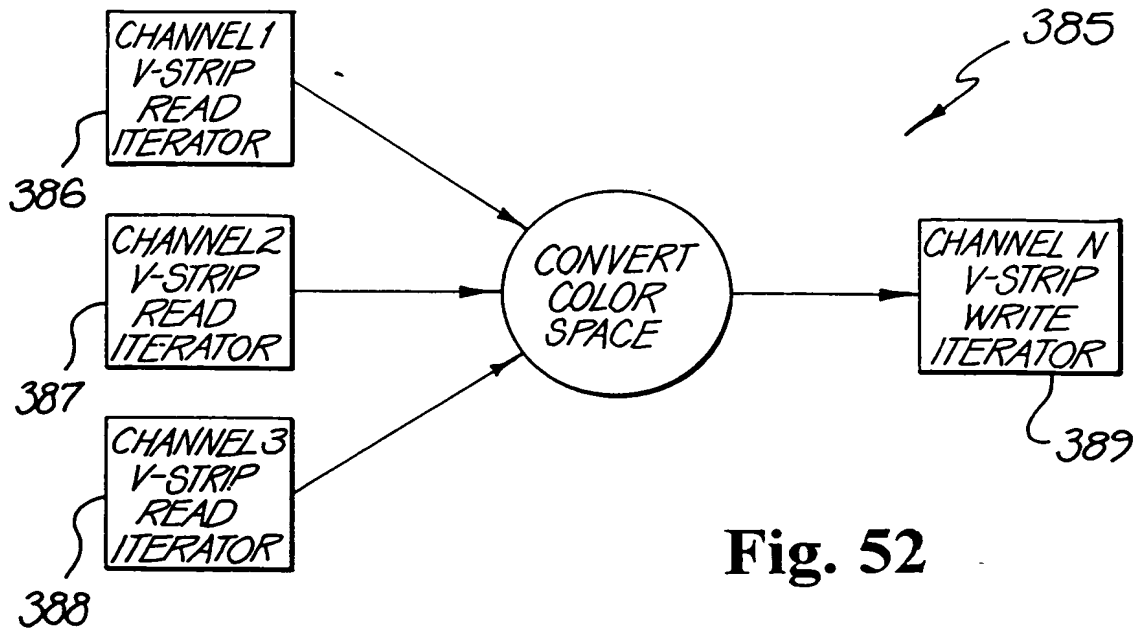 385
CHANNEL 1
V-STRIP
READ
ITERATOR
386
CHANNEL 2
V-STRIP
READ
ITERATOR
387
CHANNEL 3
V-STRIP
READ
ITERATOR
388
CONVERT
COLOR
SPACE
CHANNEL N
V-STRIP
WRITE
ITERATOR
389
Fig. 52